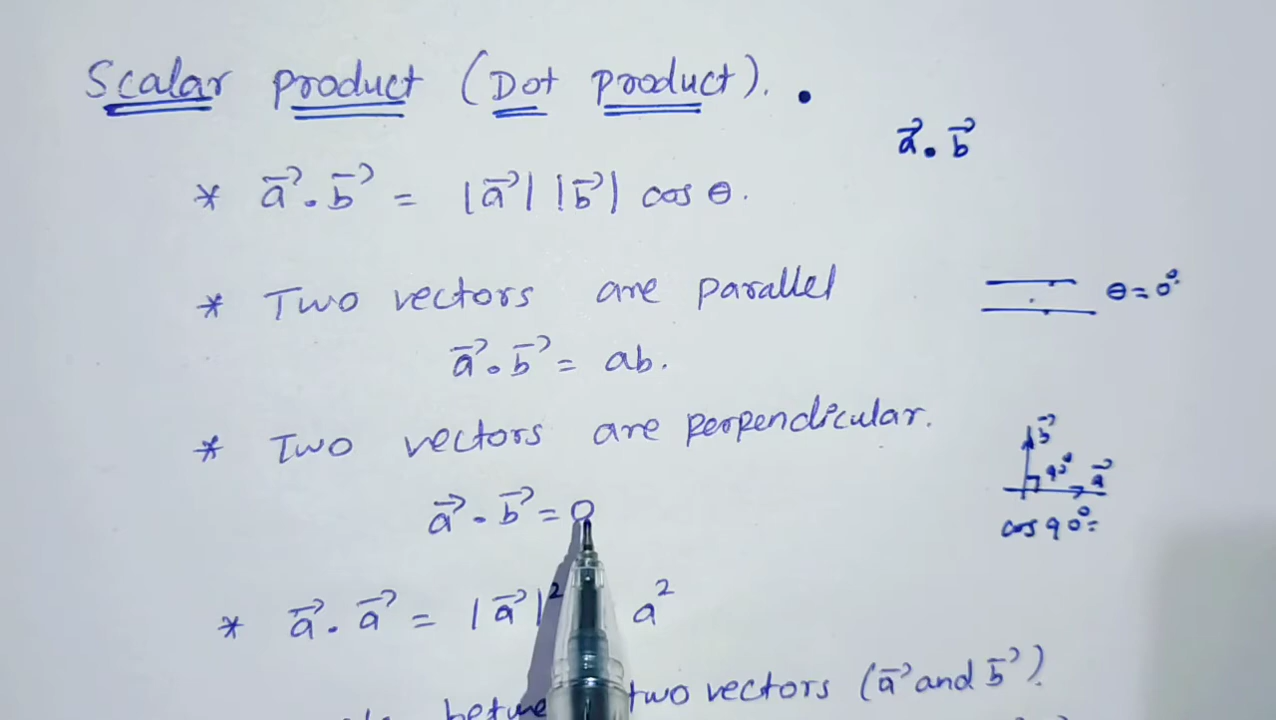 Scalar product (Dot product). •
a⃗ . b⃗
* a⃗ . b⃗ = |a⃗| |b⃗| cos θ.
* Two vectors are parallel
θ = 0°
a⃗ . b⃗ = ab.
* Two vectors are perpendicular.
b⃗
90° a⃗
a⃗ . b⃗ = 0
cos 90° =
* a⃗ . a⃗ = |a⃗|² a²
two vectors (a⃗ and b⃗).